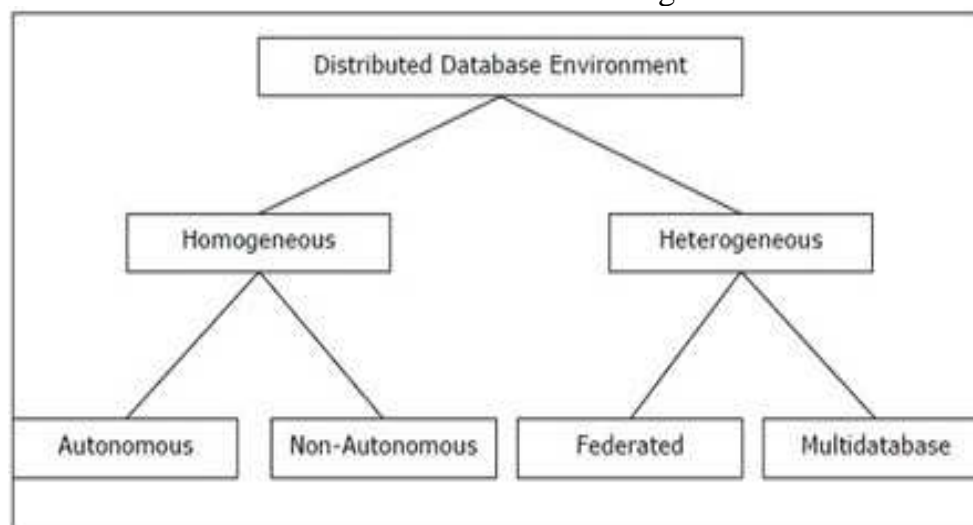 Distributed Database Environment
Homogeneous
Heterogeneous
Autonomous
Non-Autonomous
Federated
Multidatabase